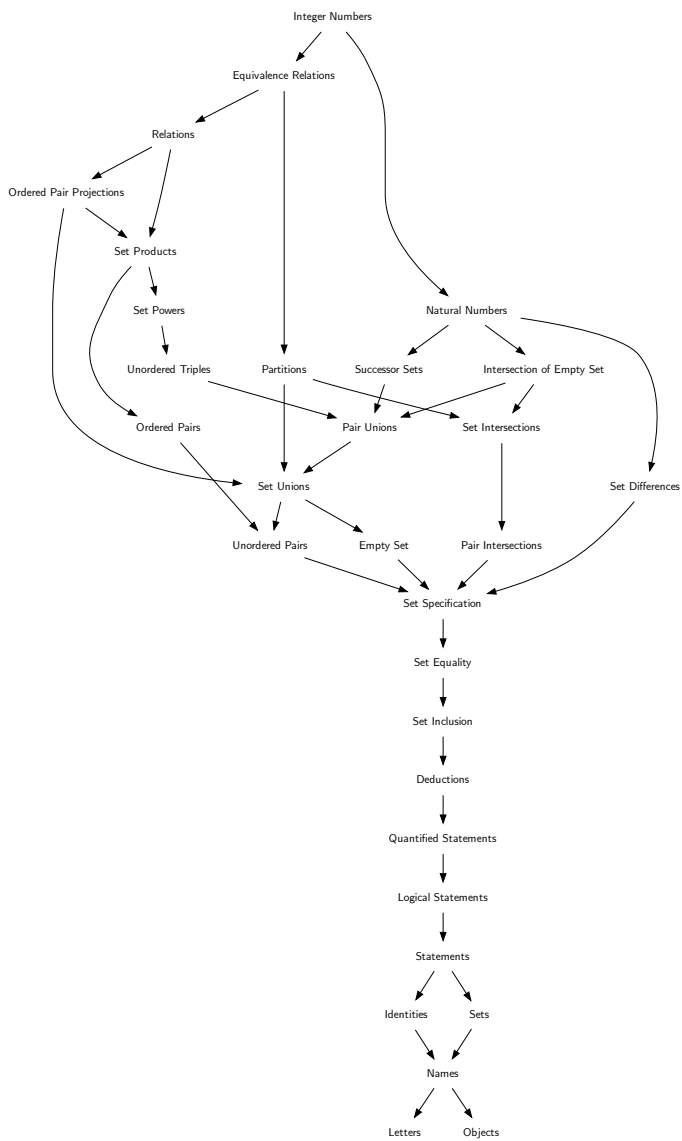 Integer Numbers
Equivalence Relations
Relations
Ordered Pair Projections
Set Products
Set Powers
Natural Numbers
Unordered Triples
Partitions
Successor Sets
Intersection of Empty Set
Ordered Pairs
Pair Unions
Set Intersections
Set Unions
Set Differences
Unordered Pairs
Empty Set
Pair Intersections
Set Specification
Set Equality
Set Inclusion
Deductions
Quantified Statements
Logical Statements
Statements
Identities
Sets
Names
Letters
Objects